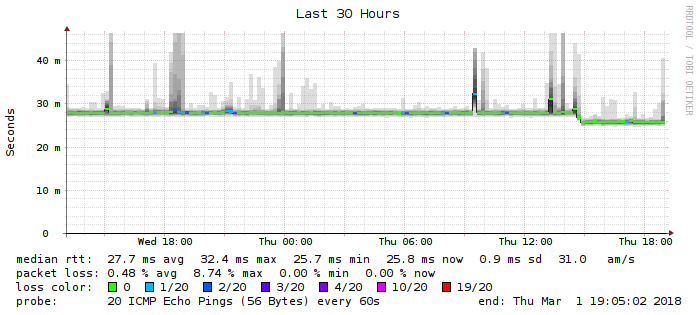 Last 30 Hours
RRDTOOL / TOBI OETIKER
Seconds
40 m
30 m
20 m
10 m
0
Wed 18:00 Thu 00:00 Thu 06:00 Thu 12:00 Thu 18:00
median rtt: 27.7 ms avg 32.4 ms max 25.7 ms min 25.8 ms now 0.9 ms sd 31.0 am/s
packet loss: 0.48 % avg 8.74 % max 0.00 % min 0.00 % now
loss color: 0 1/20 2/20 3/20 4/20 10/20 19/20
probe: 20 ICMP Echo Pings (56 Bytes) every 60s end: Thu Mar 1 19:05:02 2018